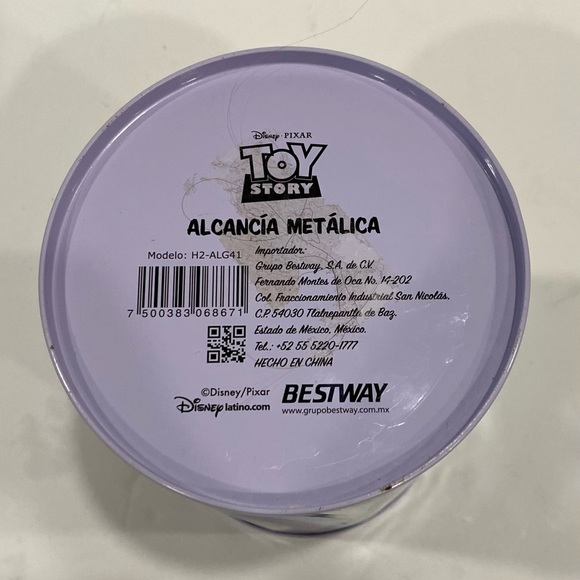 Disney · PIXAR
TOY
STORY
ALCANCÍA METÁLICA
Modelo: H2-ALG41
7 500383 068671
Importador:
Grupo Bestway, S.A. de C.V.
Fernando Montes de Oca No. 14-202
Col. Fraccionamiento Industrial San Nicolás,
C.P. 54030 Tlalnepantla de Baz.
Estado de México, México.
Tel.: +52 55 5220-1777
HECHO EN CHINA
©Disney/Pixar
Disney latino.com
BESTWAY
www.grupobestway.com.mx